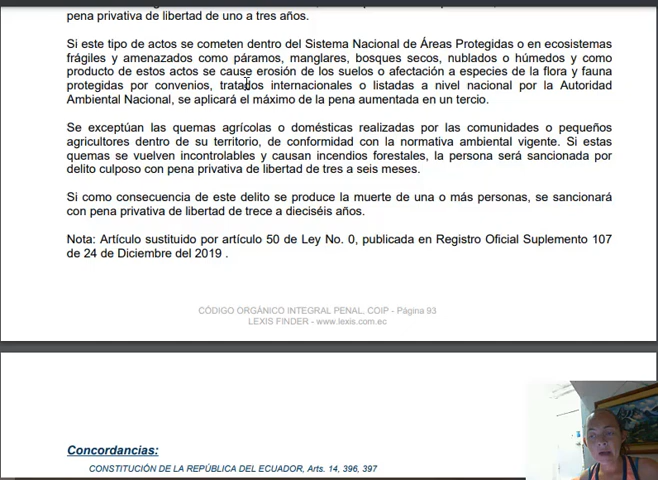 pena privativa de libertad de uno a tres años.
Si este tipo de actos se cometen dentro del Sistema Nacional de Áreas Protegidas o en ecosistemas
frágiles y amenazados como páramos, manglares, bosques secos, nublados o húmedos y como
producto de estos actos se cause erosión de los suelos o afectación a especies de la flora y fauna
protegidas por convenios, tratados internacionales o listadas a nivel nacional por la Autoridad
Ambiental Nacional, se aplicará el máximo de la pena aumentada en un tercio.
Se exceptúan las quemas agrícolas o domésticas realizadas por las comunidades o pequeños
agricultores dentro de su territorio, de conformidad con la normativa ambiental vigente. Si estas
quemas se vuelven incontrolables y causan incendios forestales, la persona será sancionada por
delito culposo con pena privativa de libertad de tres a seis meses.
Si como consecuencia de este delito se produce la muerte de una o más personas, se sancionará
con pena privativa de libertad de trece a dieciséis años.
Nota: Artículo sustituido por artículo 50 de Ley No. 0, publicada en Registro Oficial Suplemento 107
de 24 de Diciembre del 2019 .
CÓDIGO ORGÁNICO INTEGRAL PENAL, COIP - Página 93
LEXIS FINDER - www.lexis.com.ec
Concordancias:
CONSTITUCIÓN DE LA REPÚBLICA DEL ECUADOR, Arts. 14, 396, 397